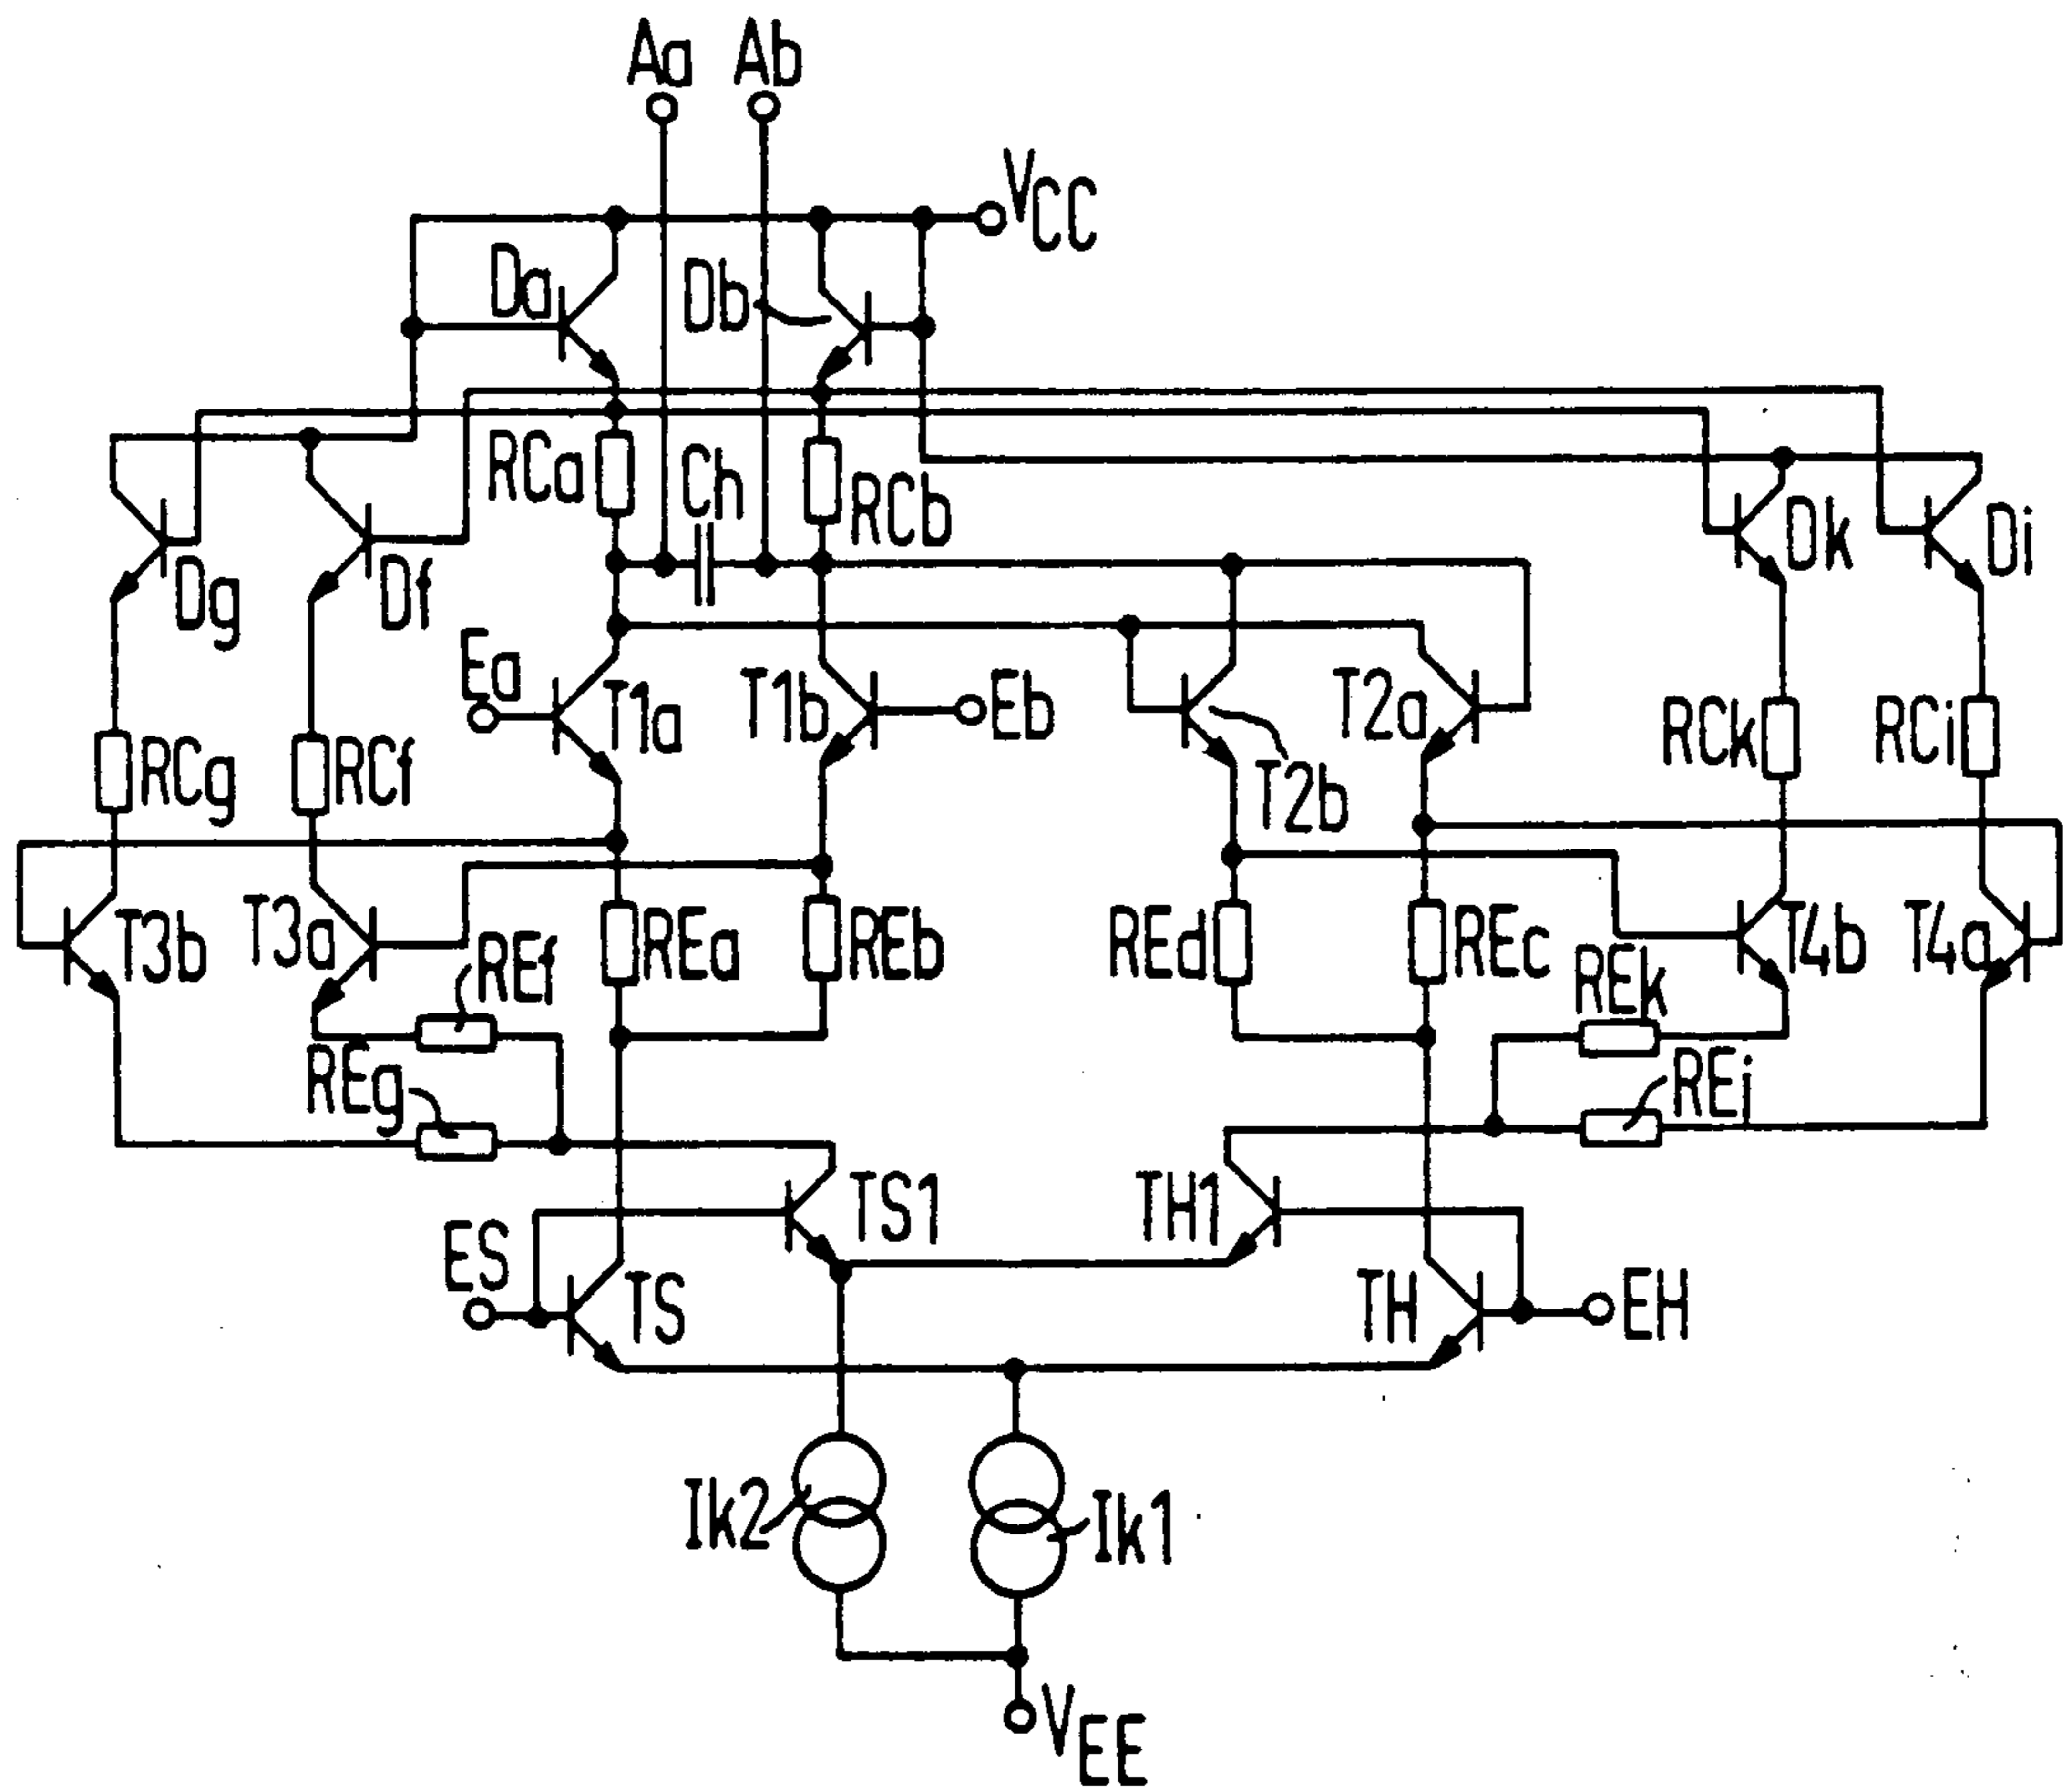 Aa Ab
VCC
Da Db
RCa Ch RCb
Dg Df Dk Di
Ea T1a T1b Eb T2b T2a
RCg RCf RCk RCi
T3b T3a REf REa REb REd REc REk T4b T4a
REg REi
TS1 TH1
ES TS TH EH
Ik2 Ik1
VEE